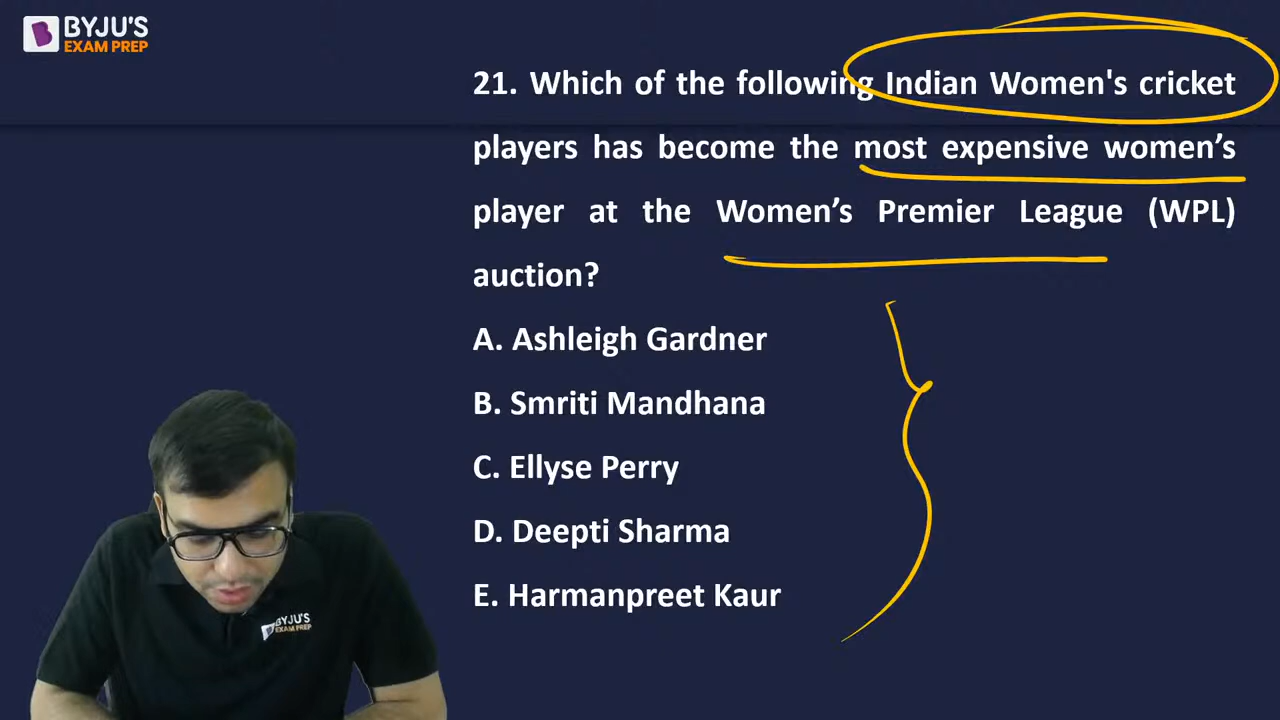 BYJU'S
EXAM PREP
21. Which of the following Indian Women's cricket
players has become the most expensive women’s
player at the Women’s Premier League (WPL)
auction?
A. Ashleigh Gardner
B. Smriti Mandhana
C. Ellyse Perry
D. Deepti Sharma
E. Harmanpreet Kaur
BYJU'S
EXAM PREP